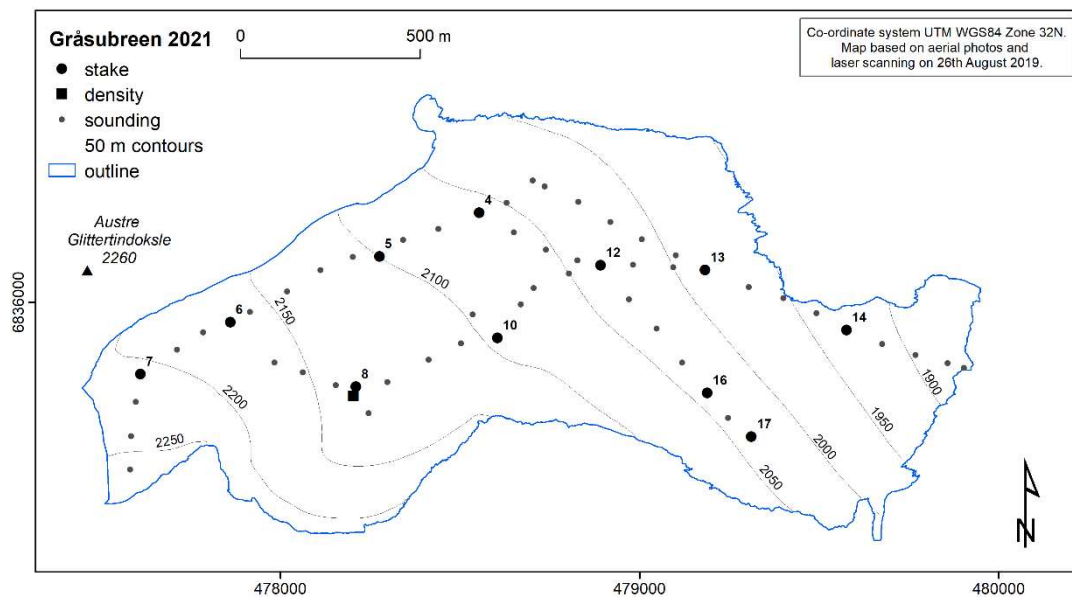 Gråsubreen 2021
0 500 m
stake
density
sounding
50 m contours
outline
Co-ordinate system UTM WGS84 Zone 32N.
Map based on aerial photos and
laser scanning on 26th August 2019.
Austre
Glittertindoksle
2260
4
5
12
13
6836000
6
2150
2100
10
14
7
8
1900
2200
16
1950
17
2250
2000
2050
N
478000
479000
480000